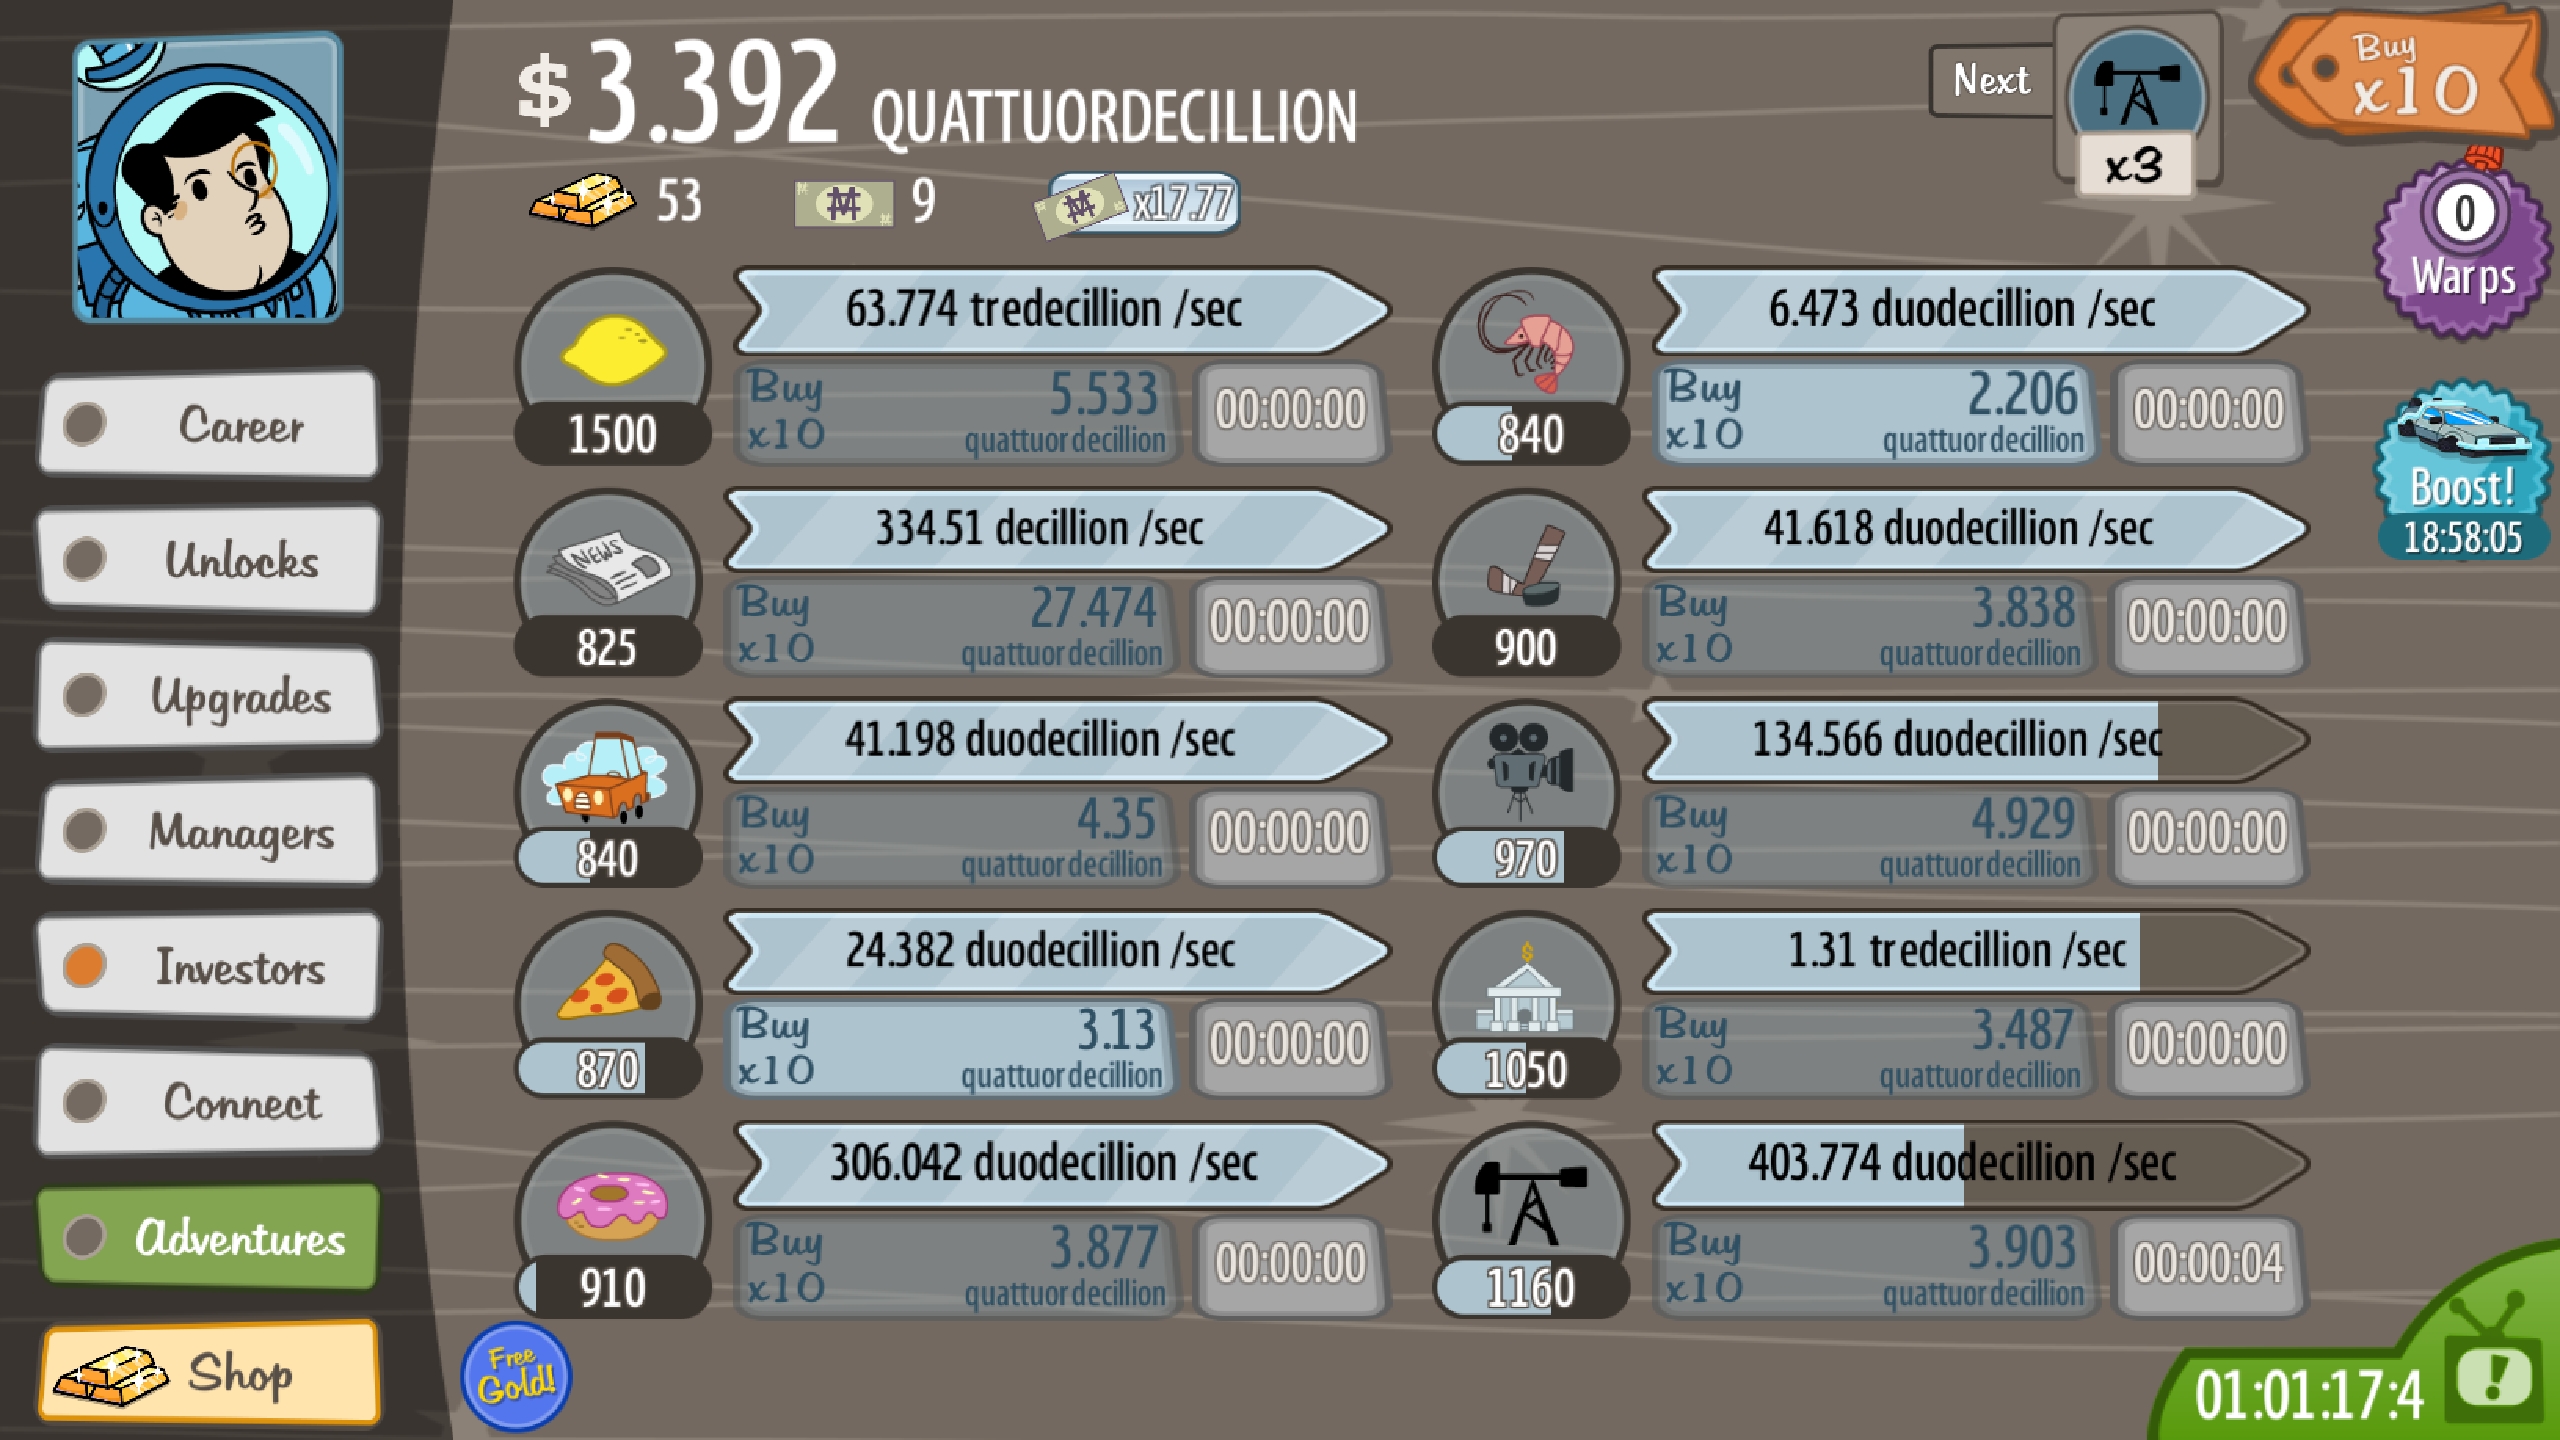 $ 3.392 QUATTUORDECILLION
Next
x3
Buy
x10
53
9
x17.77
0
Warps
Boost!
18:58:05
Career
Unlocks
Upgrades
Managers
Investors
Connect
Adventures
Shop
63.774 tredecillion /sec
1500
Buy
x10
5.533
quattuordecillion
00:00:00
6.473 duodecillion /sec
840
Buy
x10
2.206
quattuordecillion
00:00:00
NEWS
334.51 decillion /sec
825
Buy
x10
27.474
quattuordecillion
00:00:00
41.618 duodecillion /sec
900
Buy
x10
3.838
quattuordecillion
00:00:00
41.198 duodecillion /sec
840
Buy
x10
4.35
quattuordecillion
00:00:00
134.566 duodecillion /sec
970
Buy
x10
4.929
quattuordecillion
00:00:00
24.382 duodecillion /sec
870
Buy
x10
3.13
quattuordecillion
00:00:00
$
1.31 tredecillion /sec
1050
Buy
x10
3.487
quattuordecillion
00:00:00
306.042 duodecillion /sec
910
Buy
x10
3.877
quattuordecillion
00:00:00
403.774 duodecillion /sec
1160
Buy
x10
3.903
quattuordecillion
00:00:04
Free
Gold!
01:01:17:4
!